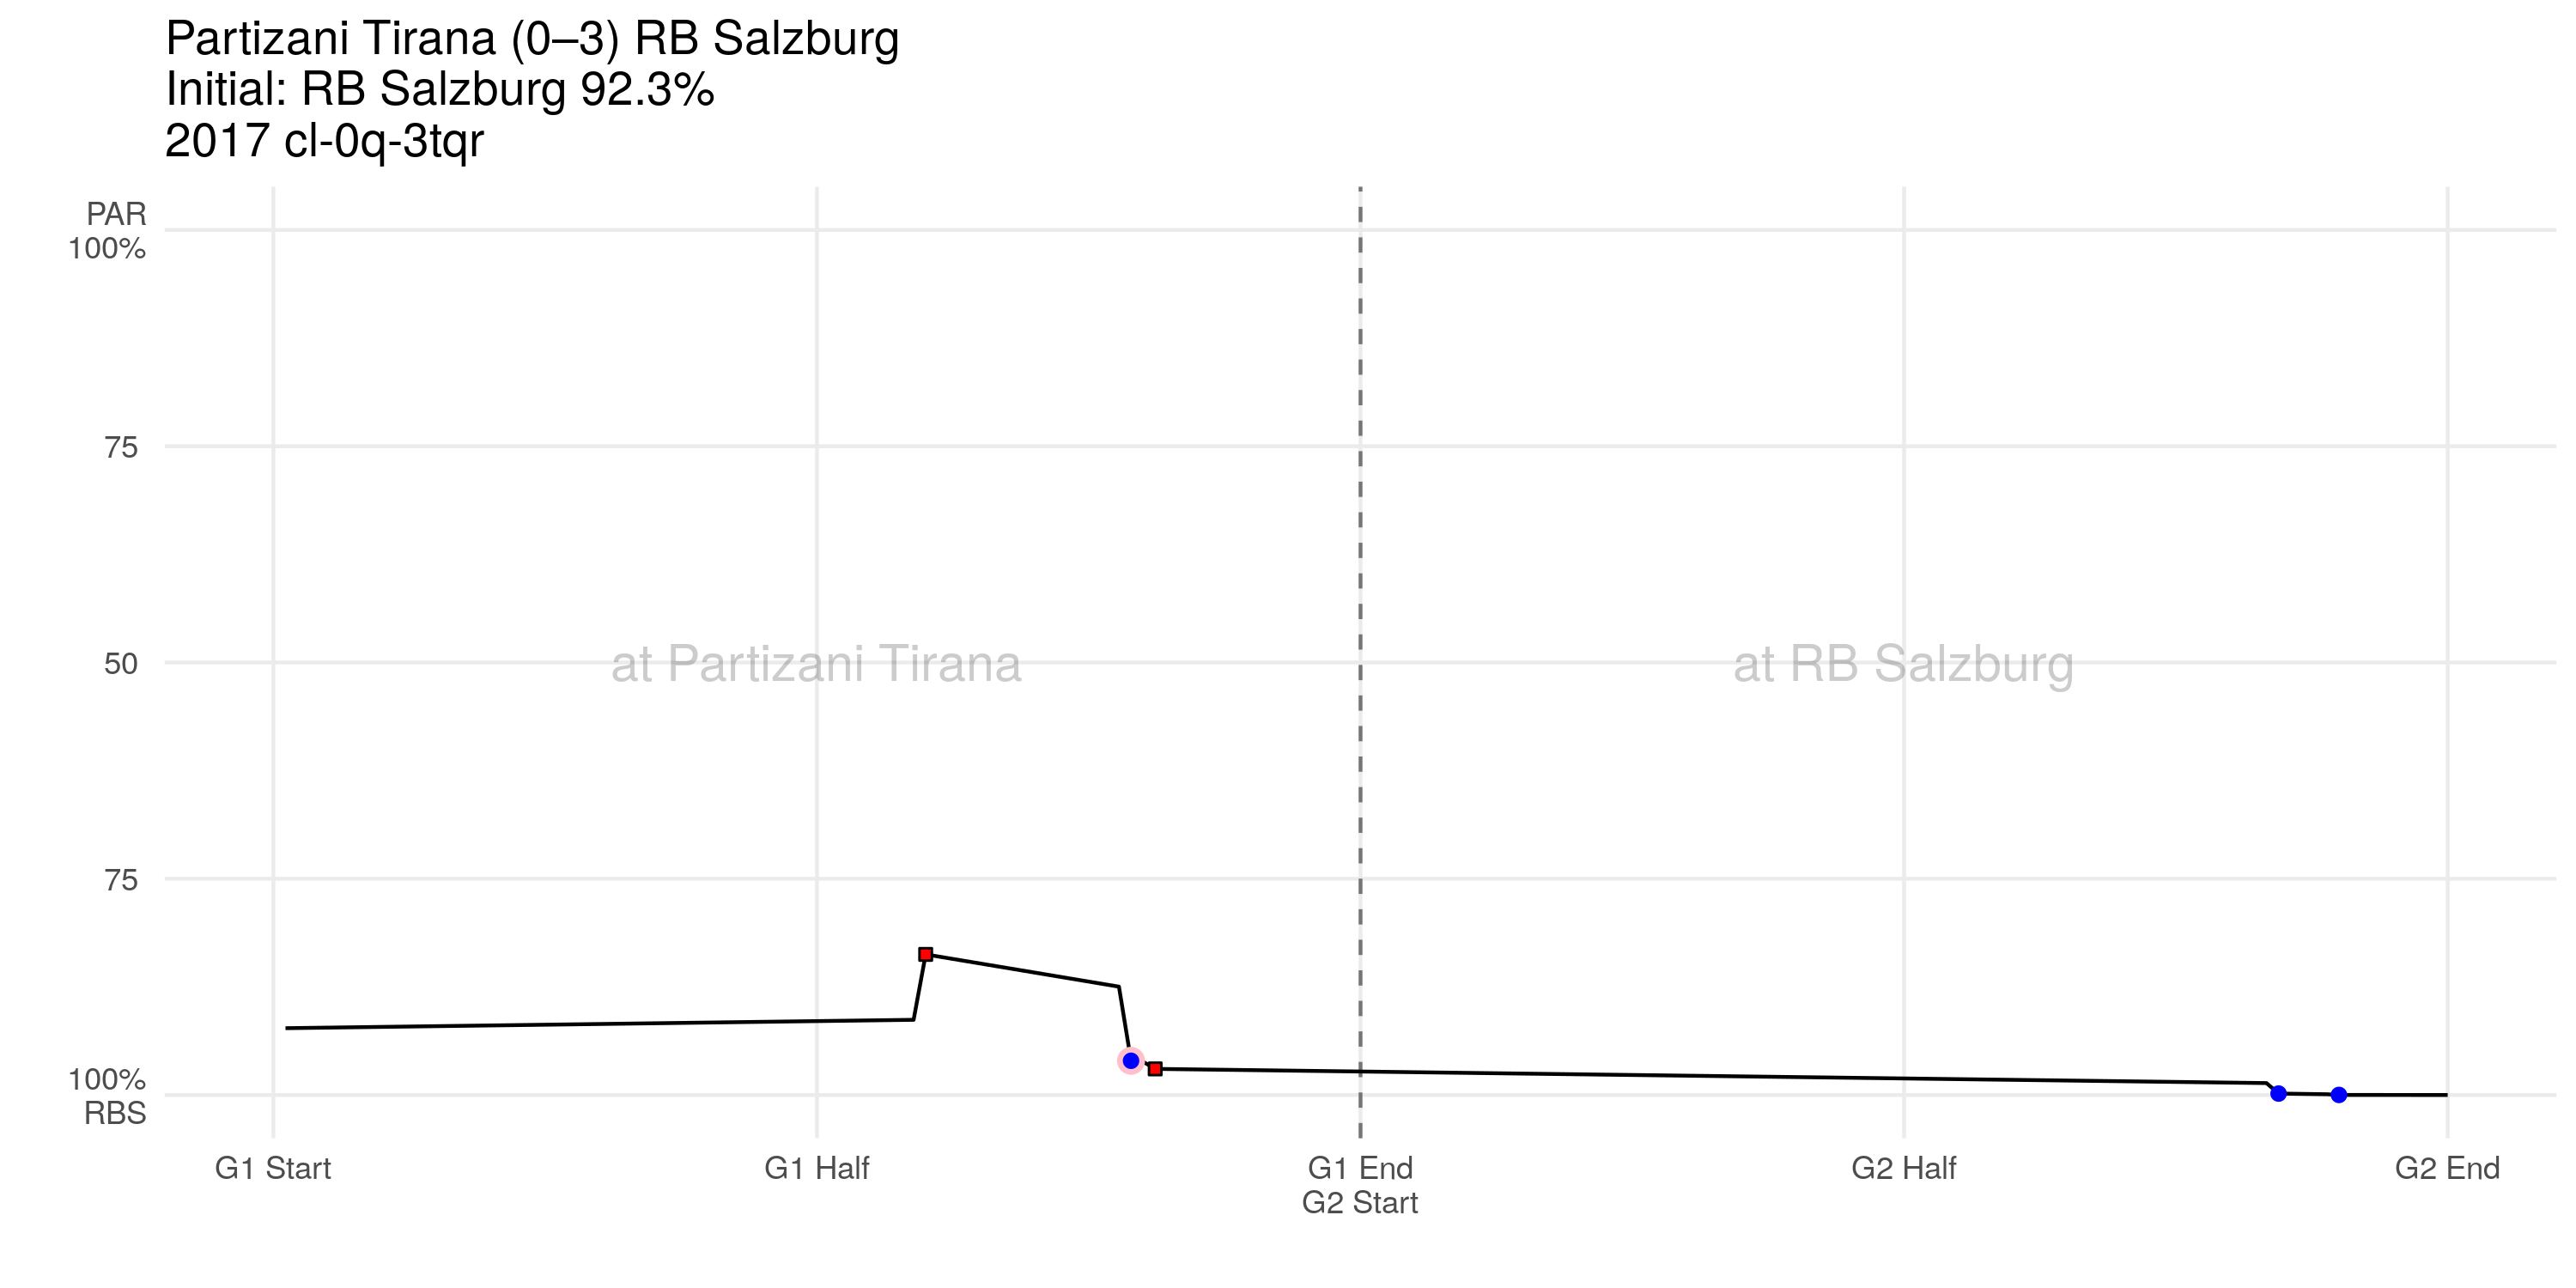 Partizani Tirana (0–3) RB Salzburg
Initial: RB Salzburg 92.3%
2017 cl-0q-3tqr
PAR
100%
75
50
75
100%
RBS
at Partizani Tirana
at RB Salzburg
G1 Start
G1 Half
G1 End
G2 Start
G2 Half
G2 End